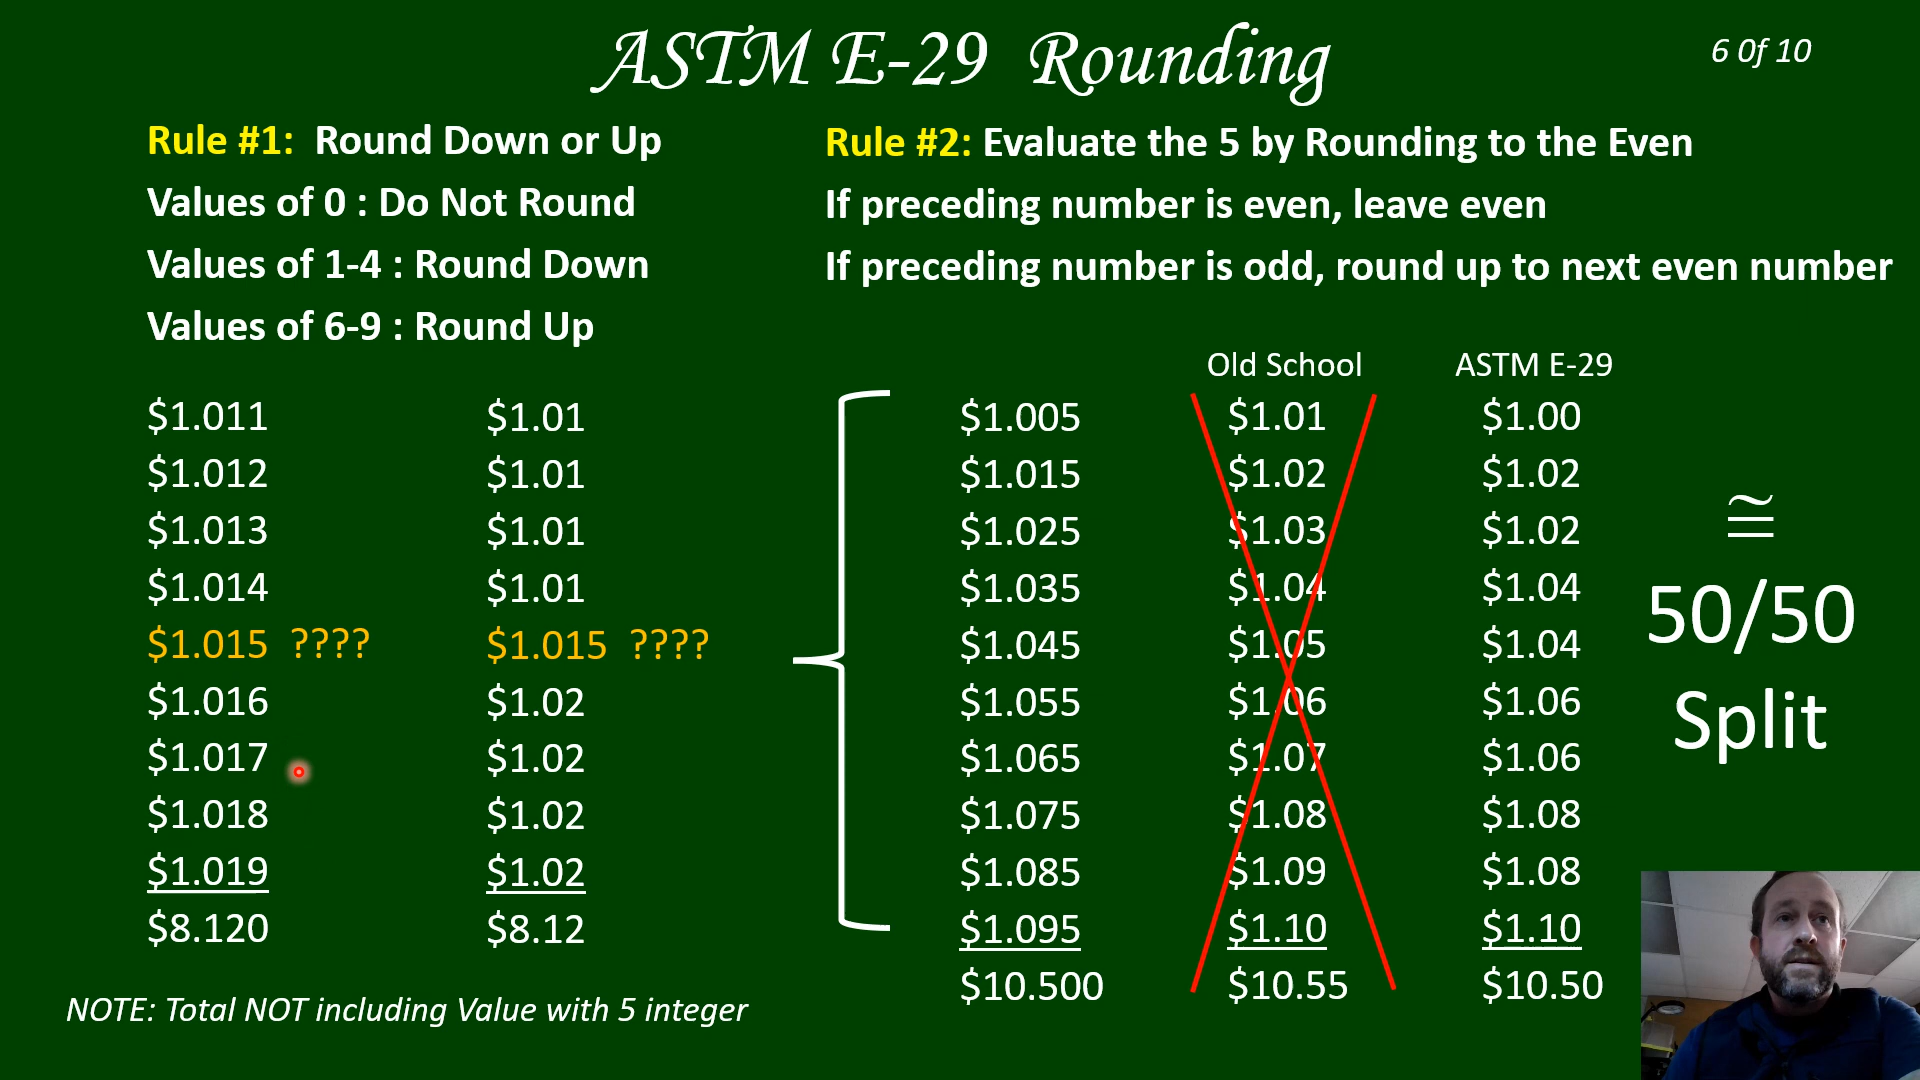 ASTM E-29 Rounding
6 0f 10
Rule #1: Round Down or Up
Values of 0 : Do Not Round
Values of 1-4 : Round Down
Values of 6-9 : Round Up
Rule #2: Evaluate the 5 by Rounding to the Even
If preceding number is even, leave even
If preceding number is odd, round up to next even number
$1.011 $1.01
$1.012 $1.01
$1.013 $1.01
$1.014 $1.01
$1.015 ???? $1.015 ????
$1.016 $1.02
$1.017 $1.02
$1.018 $1.02
$1.019 $1.02
$8.120 $8.12
NOTE: Total NOT including Value with 5 integer
Old School ASTM E-29
$1.005 $1.01 $1.00
$1.015 $1.02 $1.02
$1.025 $1.03 $1.02
$1.035 $1.04 $1.04
$1.045 $1.05 $1.04
$1.055 $1.06 $1.06
$1.065 $1.07 $1.06
$1.075 $1.08 $1.08
$1.085 $1.09 $1.08
$1.095 $1.10 $1.10
$10.500 $10.55 $10.50
≅
50/50
Split